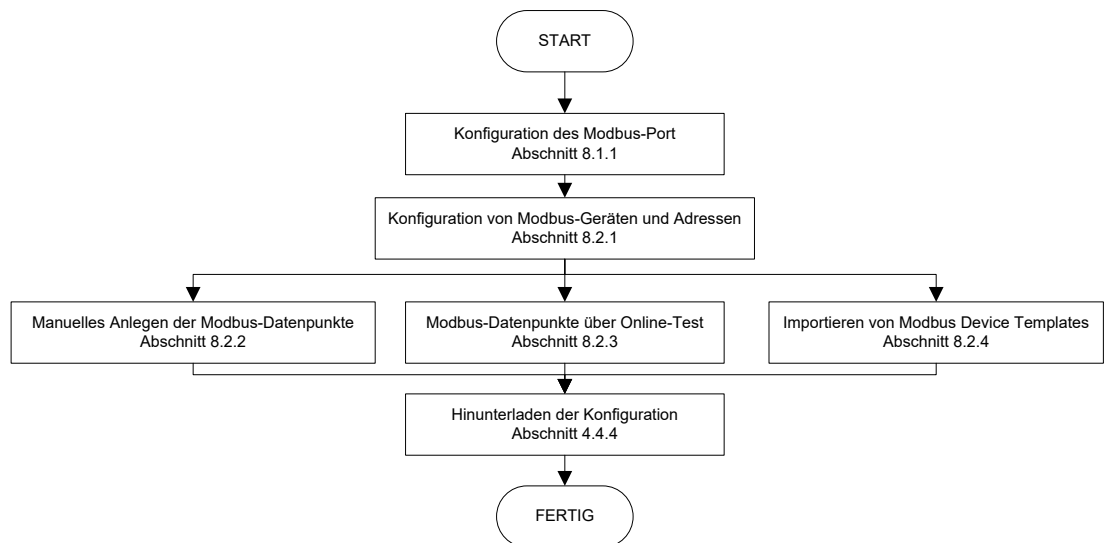 START
Konfiguration des Modbus-Port
Abschnitt 8.1.1
Konfiguration von Modbus-Geräten und Adressen
Abschnitt 8.2.1
Manuelles Anlegen der Modbus-Datenpunkte
Abschnitt 8.2.2
Modbus-Datenpunkte über Online-Test
Abschnitt 8.2.3
Importieren von Modbus Device Templates
Abschnitt 8.2.4
Hinunterladen der Konfiguration
Abschnitt 4.4.4
FERTIG